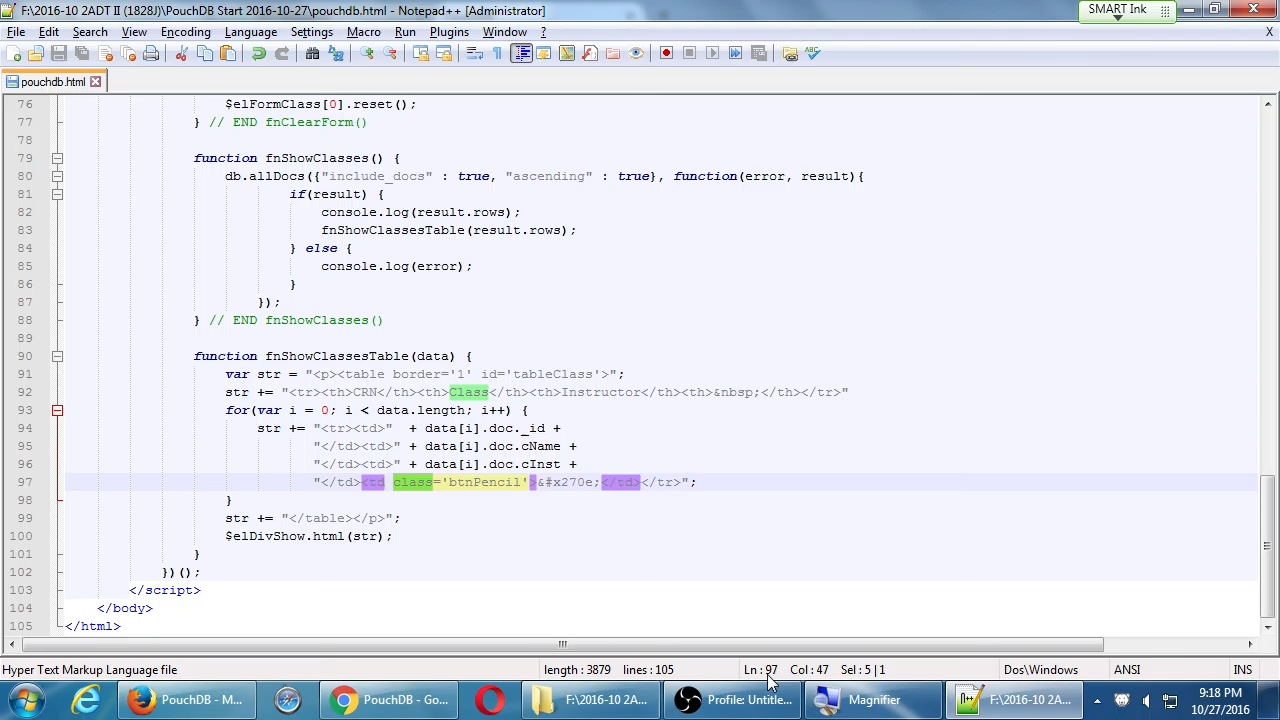 F:\2016-10 2ADT II (1828J)\PouchDB Start 2016-10-27\pouchdb.html - Notepad++ [Administrator]
SMART Ink
File Edit Search View Encoding Language Settings Macro Run Plugins Window ?
pouchdb.html
76 $elFormClass[0].reset();
77 } // END fnClearForm()
78
79 function fnShowClasses() {
80 db.allDocs({"include_docs" : true, "ascending" : true}, function(error, result){
81 if(result) {
82 console.log(result.rows);
83 fnShowClassesTable(result.rows);
84 } else {
85 console.log(error);
86 }
87 });
88 } // END fnShowClasses()
89
90 function fnShowClassesTable(data) {
91 var str = "<p><table border='1' id='tableClass'>";
92 str += "<tr><th>CRN</th><th>Class</th><th>Instructor</th><th>&nbsp;</th></tr>"
93 for(var i = 0; i < data.length; i++) {
94 str += "<tr><td>" + data[i].doc._id +
95 "</td><td>" + data[i].doc.cName +
96 "</td><td>" + data[i].doc.cInst +
97 "</td><td class='btnPencil'>&#x270e;</td></tr>";
98 }
99 str += "</table></p>";
100 $elDivShow.html(str);
101 }
102 })();
103 </script>
104 </body>
105 </html>
Hyper Text Markup Language file length : 3879 lines : 105 Ln : 97 Col : 47 Sel : 5 | 1 Dos\Windows ANSI INS
PouchDB - M... PouchDB - Go... F:\2016-10 2A... Profile: Untitle... Magnifier F:\2016-10 2A... 9:18 PM
10/27/2016